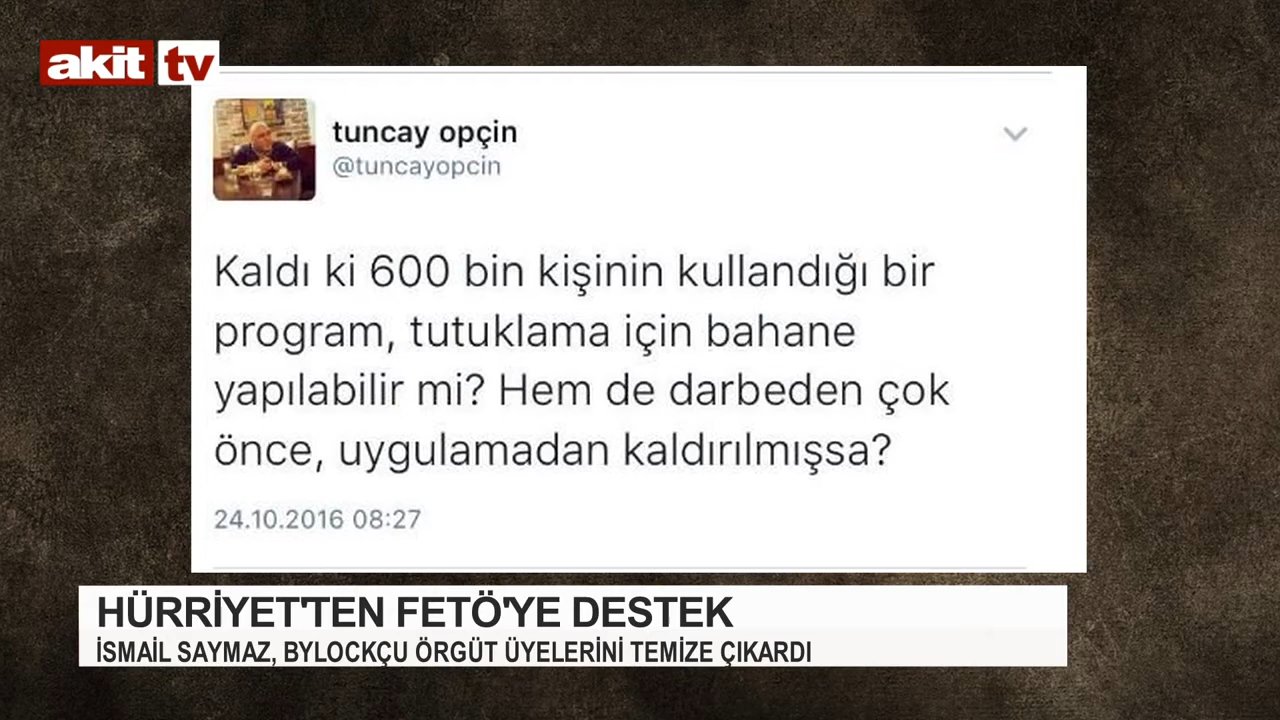 akit tv
tuncay opçin
@tuncayopcin
Kaldı ki 600 bin kişinin kullandığı bir
program, tutuklama için bahane
yapılabilir mi? Hem de darbeden çok
önce, uygulamadan kaldırılmışsa?
24.10.2016 08:27
HÜRRİYET'TEN FETÖ'YE DESTEK
İSMAİL SAYMAZ, BYLOCKÇU ÖRGÜT ÜYELERİNİ TEMİZE ÇIKARDI